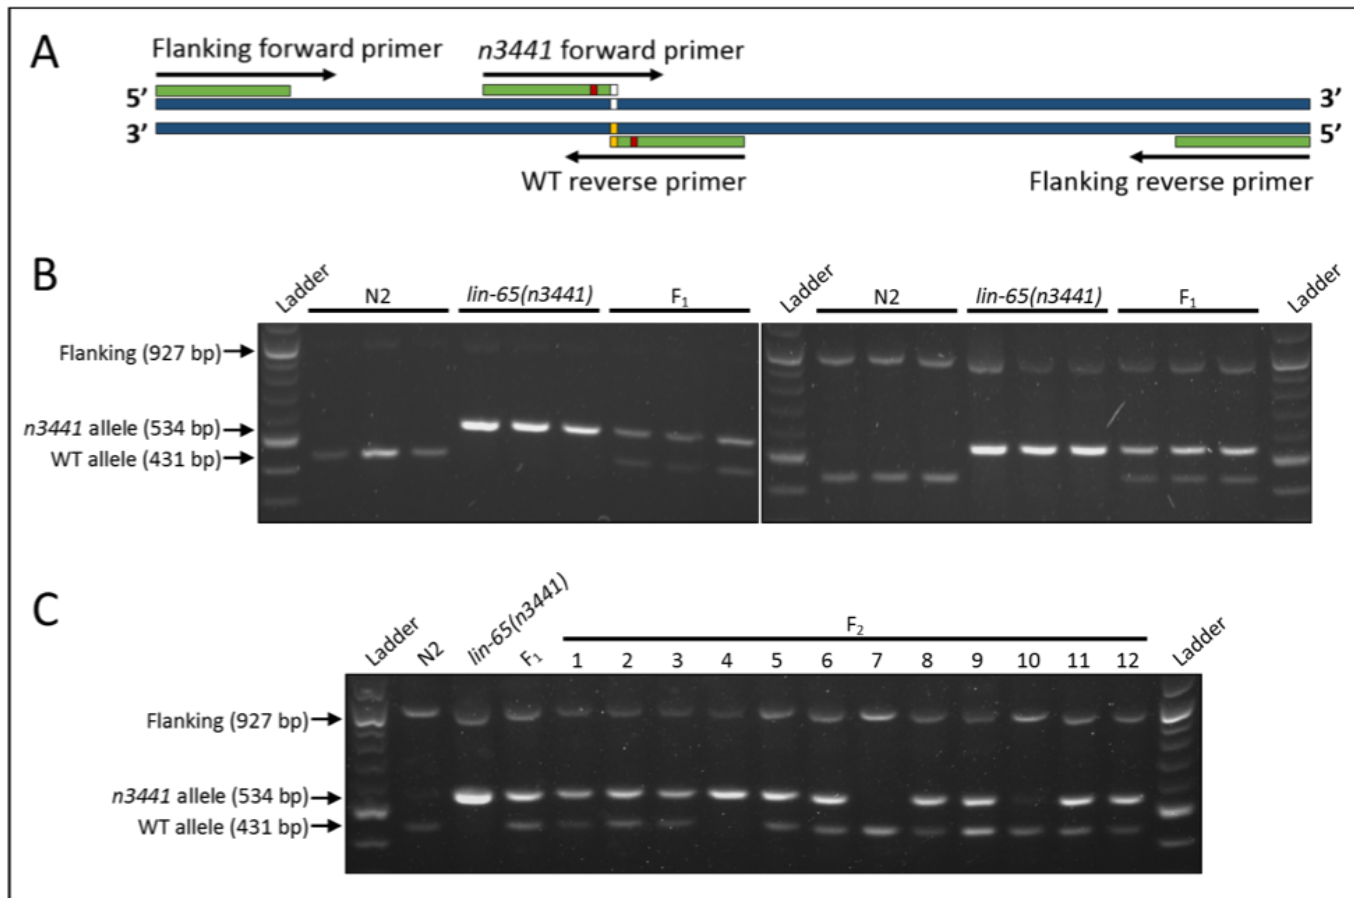 A
Flanking forward primer
n3441 forward primer
5’ 3’
3’ 5’
WT reverse primer
Flanking reverse primer
B
Ladder N2 lin-65(n3441) F₁ Ladder N2 lin-65(n3441) F₁ Ladder
Flanking (927 bp)
n3441 allele (534 bp)
WT allele (431 bp)
C
Ladder N2 lin-65(n3441) F₁ F₂ Ladder
1 2 3 4 5 6 7 8 9 10 11 12
Flanking (927 bp)
n3441 allele (534 bp)
WT allele (431 bp)